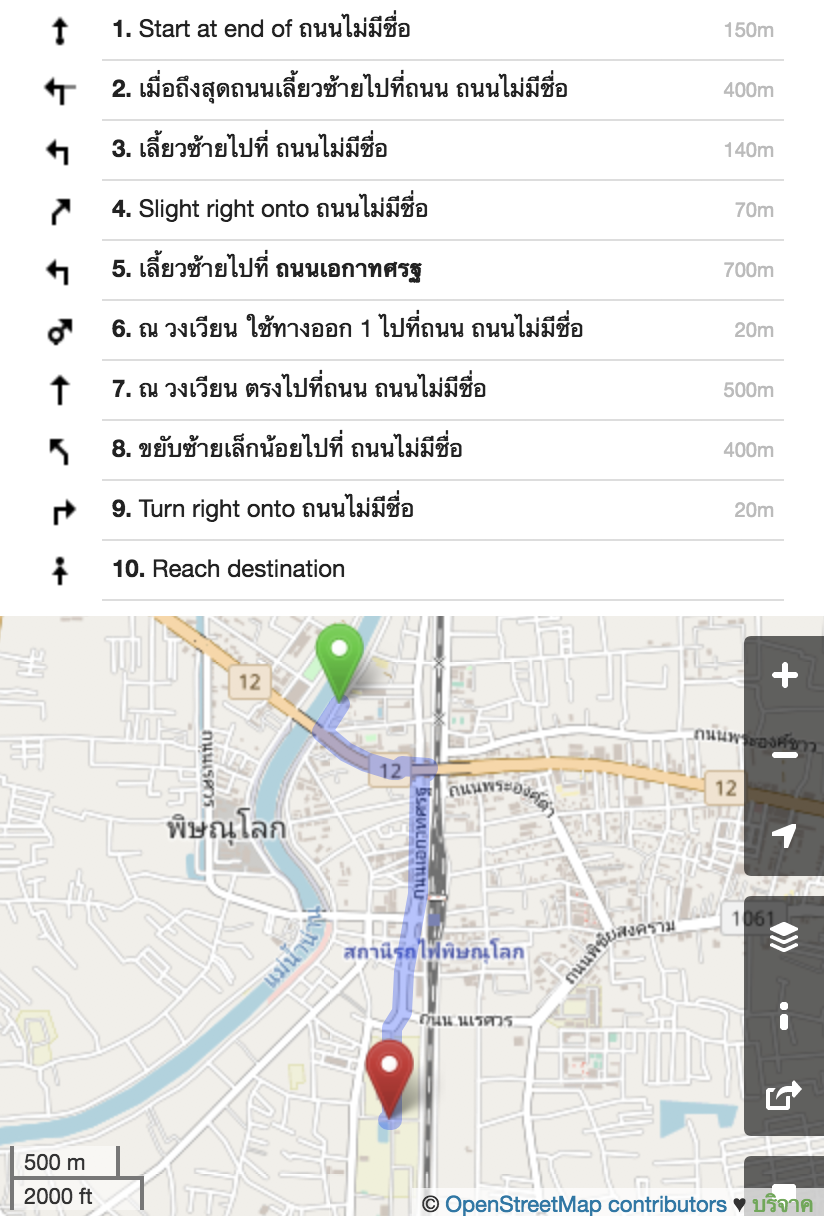 1. Start at end of ถนนไม่มีชื่อ 150m
2. เมื่อถึงสุดถนนเลี้ยวซ้ายไปที่ถนน ถนนไม่มีชื่อ 400m
3. เลี้ยวซ้ายไปที่ ถนนไม่มีชื่อ 140m
4. Slight right onto ถนนไม่มีชื่อ 70m
5. เลี้ยวซ้ายไปที่ ถนนเอกาทศรฐ 700m
6. ณ วงเวียน ใช้ทางออก 1 ไปที่ถนน ถนนไม่มีชื่อ 20m
7. ณ วงเวียน ตรงไปที่ถนน ถนนไม่มีชื่อ 500m
8. ขยับซ้ายเล็กน้อยไปที่ ถนนไม่มีชื่อ 400m
9. Turn right onto ถนนไม่มีชื่อ 20m
10. Reach destination
12
ถนนพระองค์ขาว
12
12
ถนนนเรศวร
ถนนพระองค์ดำ
ถนนเอกาทศรฐ
พิษณุโลก
1061
ถนนพิชัยสงคราม
แม่น้ำน่าน
สถานีรถไฟพิษณุโลก
ถนน.นเรศวร
500 m
2000 ft
© OpenStreetMap contributors ♥ บริจาค